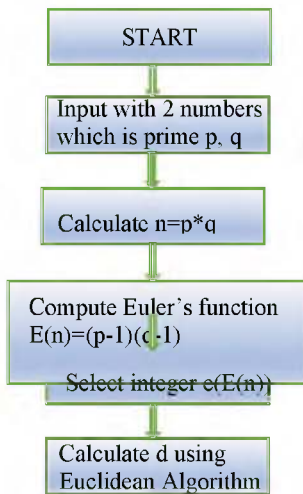 START
Input with 2 numbers
which is prime p, q
Calculate n=p*q
Compute Euler's function
E(n)=(p-1)(q-1)
Select integer e(E(n))
Calculate d using
Euclidean Algorithm